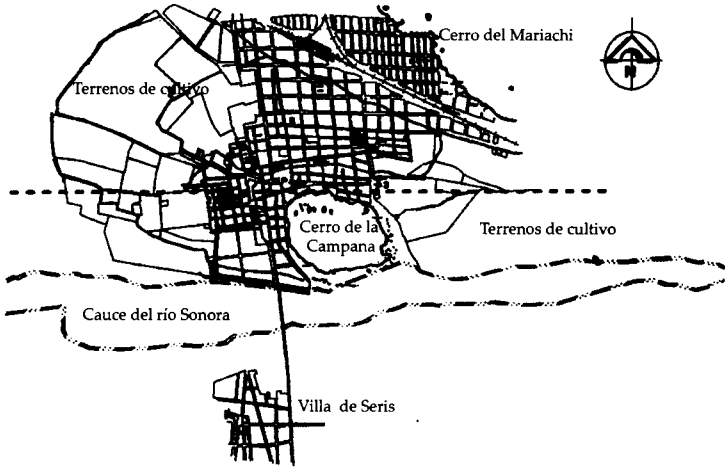 Cerro del Mariachi
Terrenos de cultivo
N
Cerro de la
Campana
Terrenos de cultivo
Cauce del río Sonora
Villa de Seris